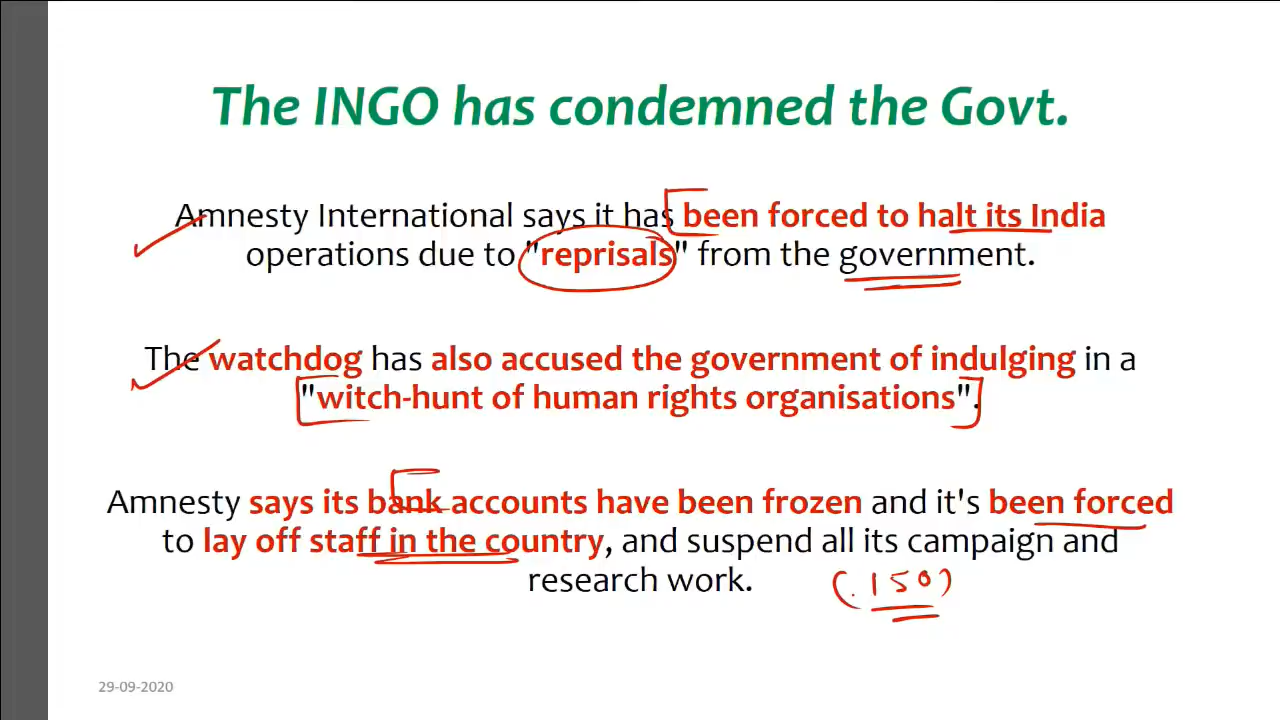 The INGO has condemned the Govt.
Amnesty International says it has been forced to halt its India
operations due to "reprisals" from the government.
The watchdog has also accused the government of indulging in a
"witch-hunt of human rights organisations".
Amnesty says its bank accounts have been frozen and it's been forced
to lay off staff in the country, and suspend all its campaign and
research work.
(.150)
29-09-2020